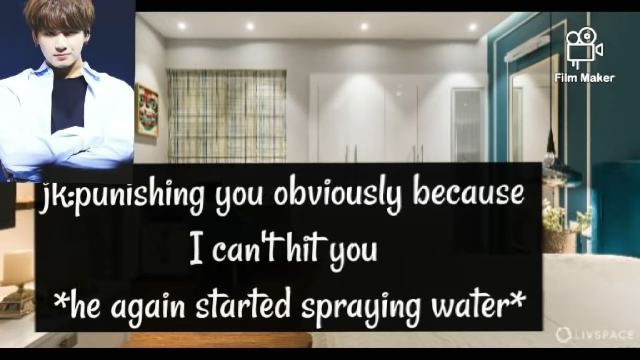 Film Maker
jk:punishing you obviously because
I can't hit you
*he again started spraying water*
LIVSPACE